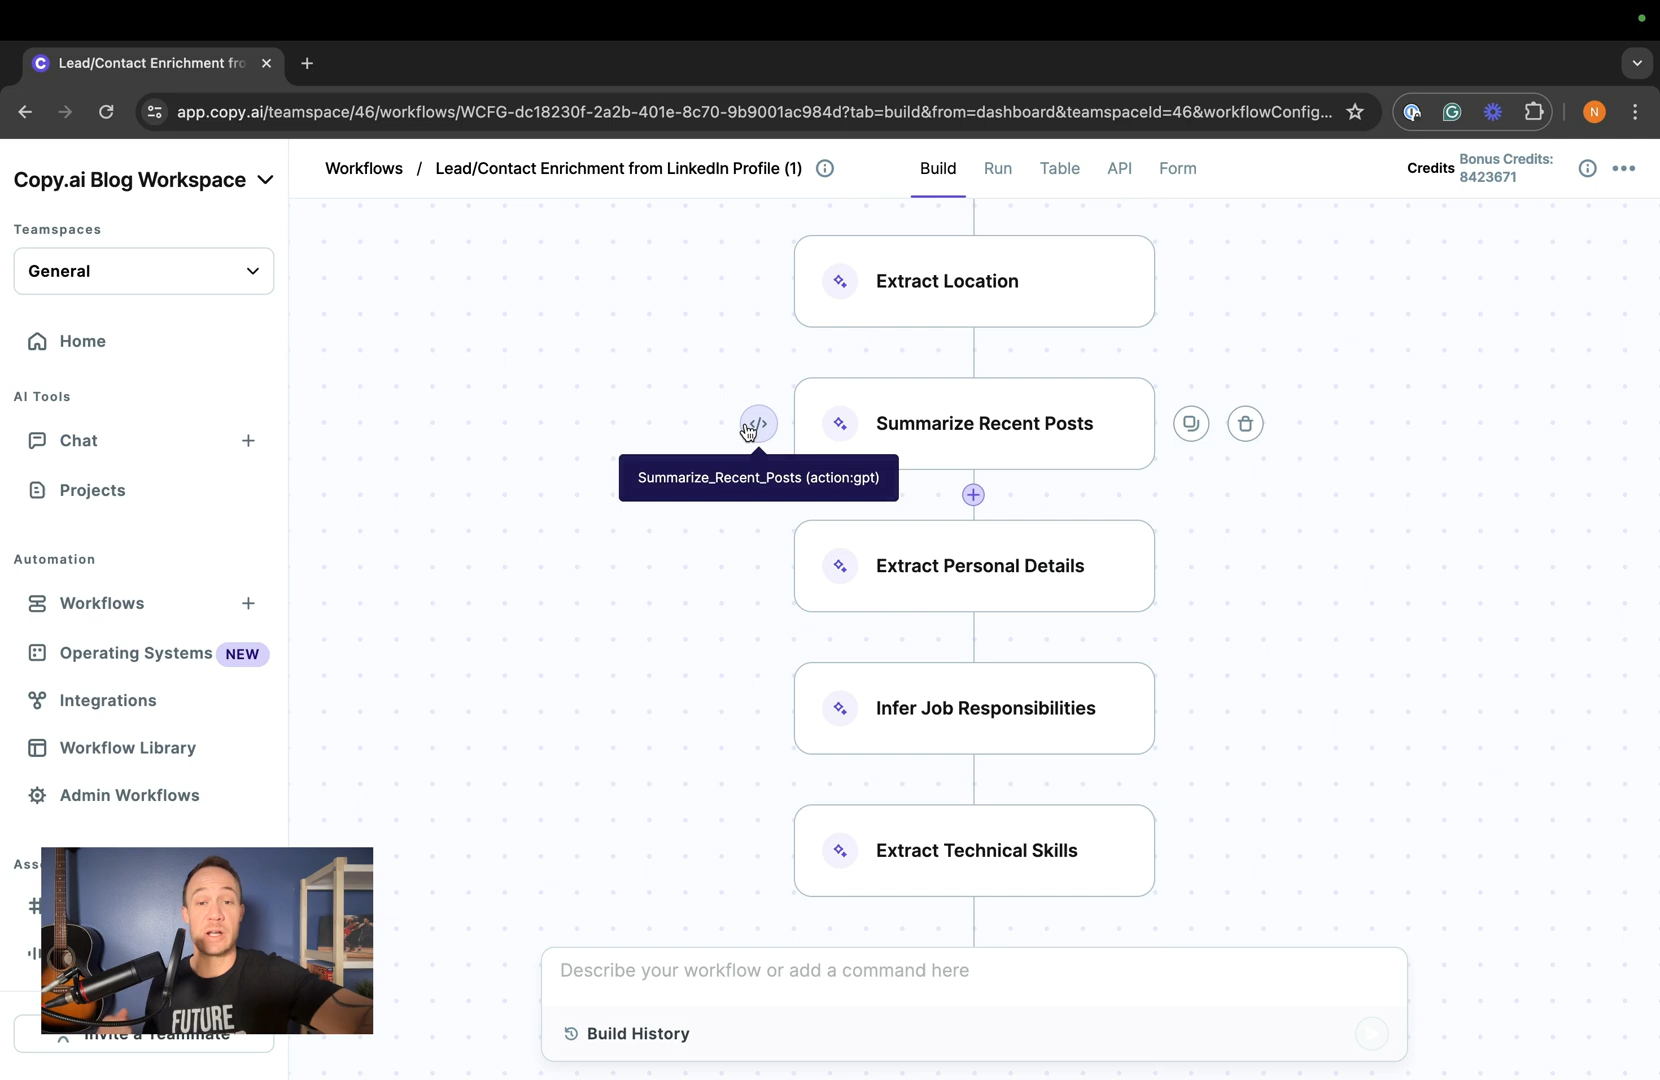 Lead/Contact Enrichment fro
app.copy.ai/teamspace/46/workflows/WCFG-dc18230f-2a2b-401e-8c70-9b9001ac984d?tab=build&from=dashboard&teamspaceId=46&workflowConfig...
N
Copy.ai Blog Workspace
Workflows / Lead/Contact Enrichment from LinkedIn Profile (1)
Build
Run
Table
API
Form
Credits
Bonus Credits:
8423671
Teamspaces
General
Home
AI Tools
Chat
Projects
Automation
Workflows
Operating Systems NEW
Integrations
Workflow Library
Admin Workflows
Ass
Invite a Teammate
Extract Location
Summarize Recent Posts
Summarize_Recent_Posts (action:gpt)
Extract Personal Details
Infer Job Responsibilities
Extract Technical Skills
Describe your workflow or add a command here
Build History
FUTURE